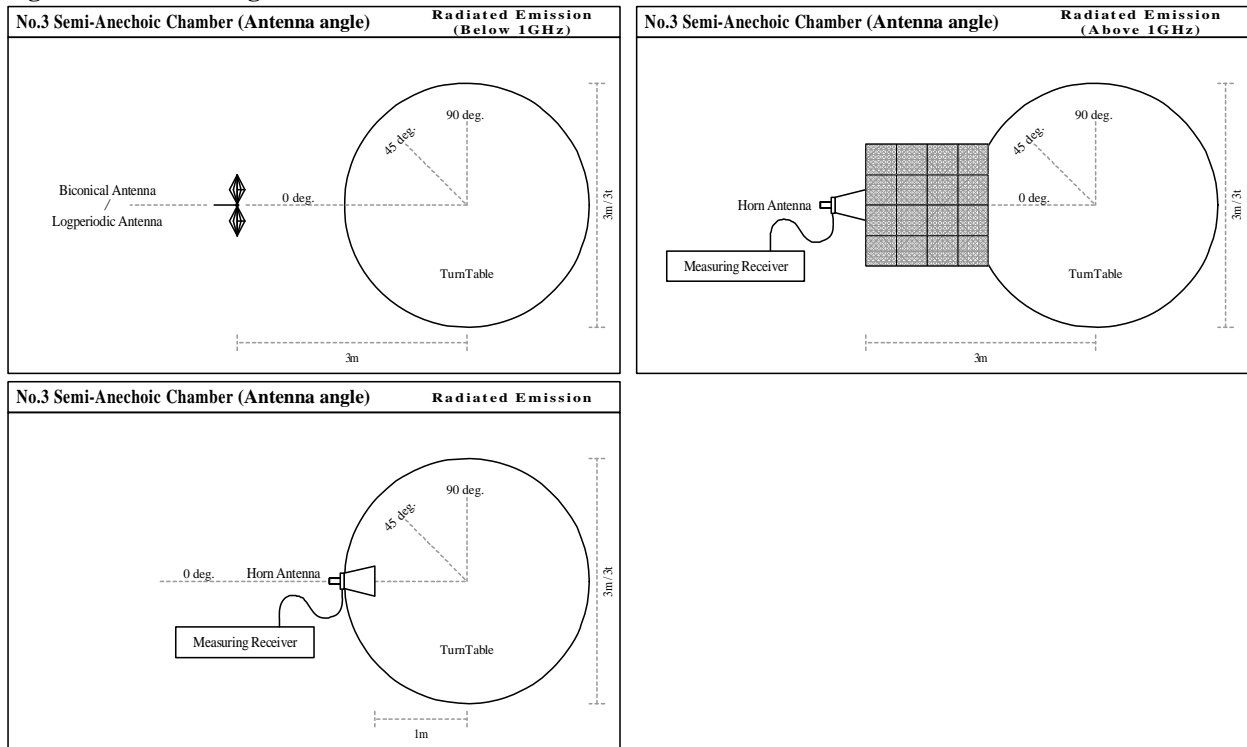 No.3 Semi-Anechoic Chamber (Antenna angle)
Radiated Emission
(Below 1GHz)
90 deg.
45 deg.
Biconical Antenna
/
Logperiodic Antenna
0 deg.
3m / 3t
TurnTable
3m
No.3 Semi-Anechoic Chamber (Antenna angle)
Radiated Emission
(Above 1GHz)
90 deg.
45 deg.
Horn Antenna
0 deg.
3m / 3t
Measuring Receiver
TurnTable
3m
No.3 Semi-Anechoic Chamber (Antenna angle)
Radiated Emission
90 deg.
45 deg.
0 deg.
Horn Antenna
3m / 3t
Measuring Receiver
TurnTable
1m